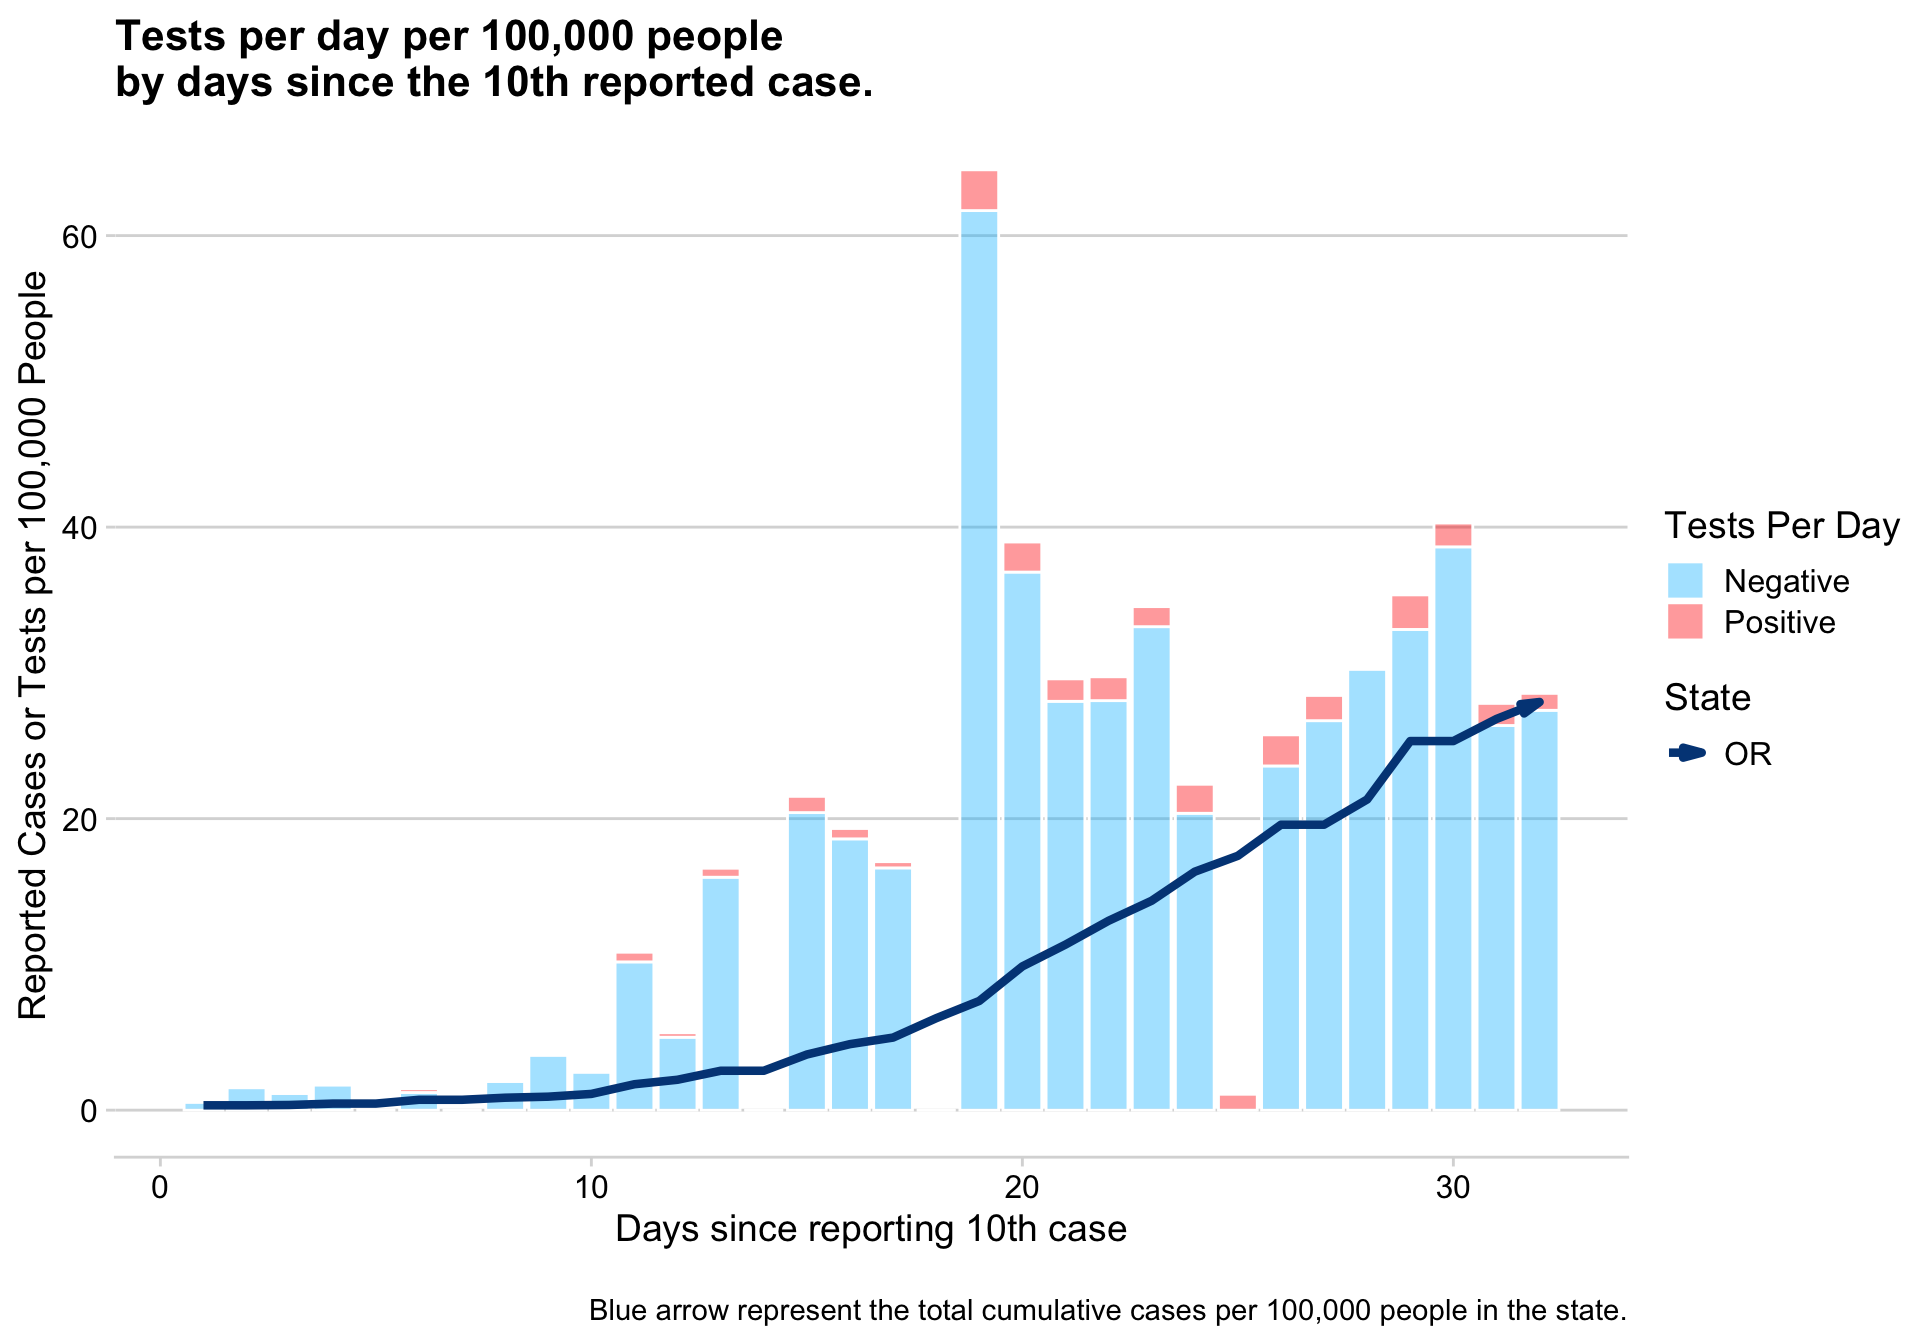 Tests per day per 100,000 people
by days since the 10th reported case.
Reported Cases or Tests per 100,000 People
60
40
20
0
0
10
20
30
Days since reporting 10th case
Tests Per Day
Negative
Positive
State
OR
Blue arrow represent the total cumulative cases per 100,000 people in the state.